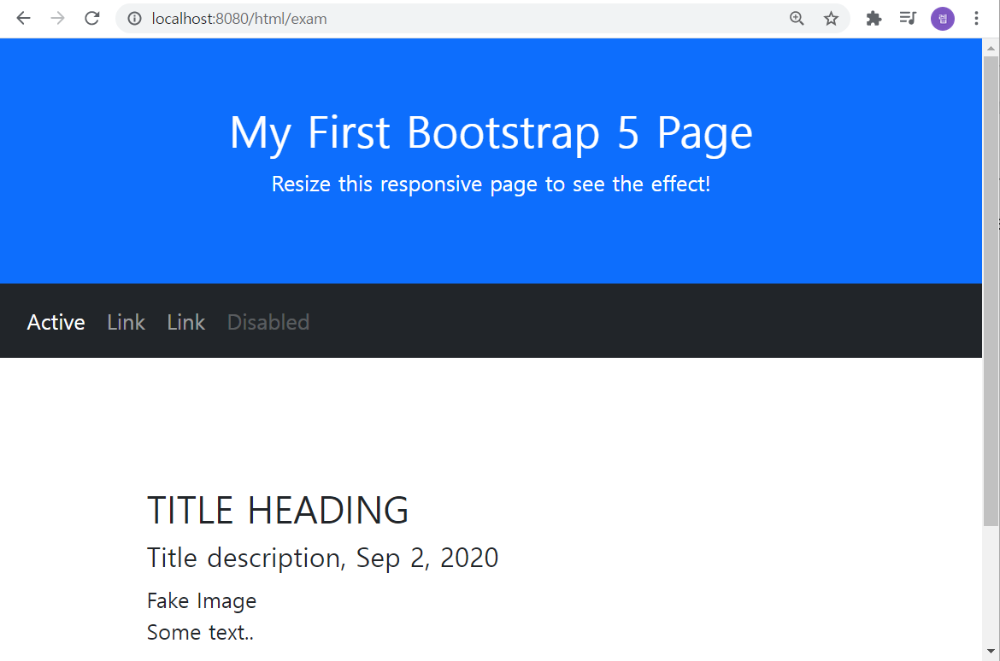 localhost:8080/html/exam
렙
My First Bootstrap 5 Page
Resize this responsive page to see the effect!
Active Link Link Disabled
TITLE HEADING
Title description, Sep 2, 2020
Fake Image
Some text..